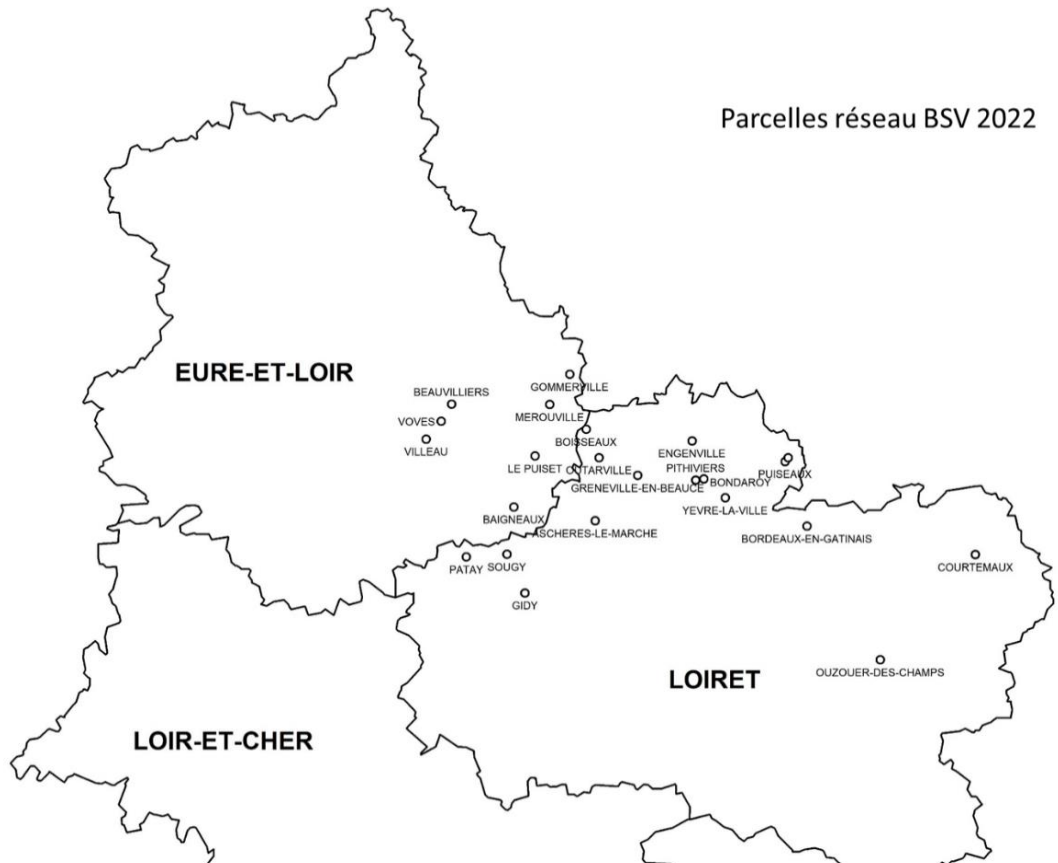 Parcelles réseau BSV 2022
EURE-ET-LOIR
GOMMERVILLE
BEAUVILLIERS
MEROUVILLE
VOVES
BOISSEAUX
VILLEAU
ENGENVILLE
LE PUISET
OUTARVILLE
PITHIVIERS
PUISEAUX
GRENEVILLE-EN-BEAUCE
BONDAROY
YEVRE-LA-VILLE
BAIGNEAUX
ASCHERES-LE-MARCHE
BORDEAUX-EN-GATINAIS
PATAY
SOUGY
COURTEMAUX
GIDY
OUZOUER-DES-CHAMPS
LOIRET
LOIR-ET-CHER